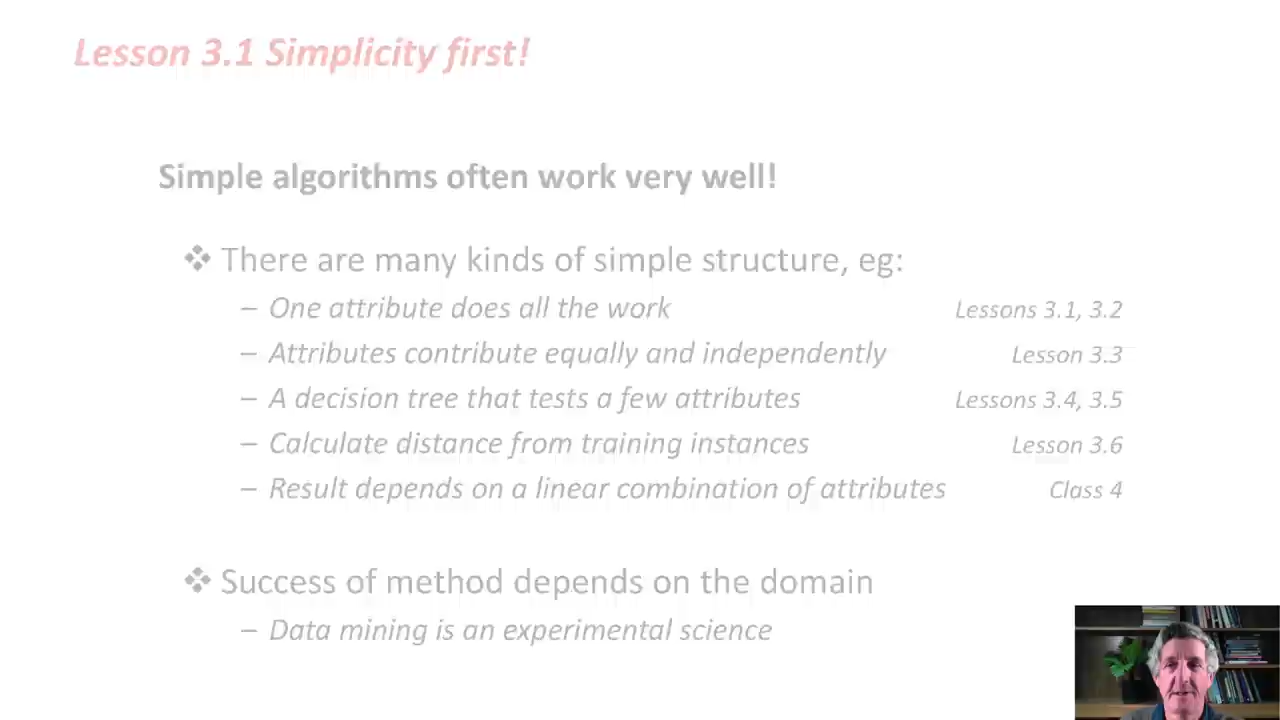 Lesson 3.1 Simplicity first!
Simple algorithms often work very well!
❖ There are many kinds of simple structure, eg:
– One attribute does all the work Lessons 3.1, 3.2
– Attributes contribute equally and independently Lesson 3.3
– A decision tree that tests a few attributes Lessons 3.4, 3.5
– Calculate distance from training instances Lesson 3.6
– Result depends on a linear combination of attributes Class 4
❖ Success of method depends on the domain
– Data mining is an experimental science